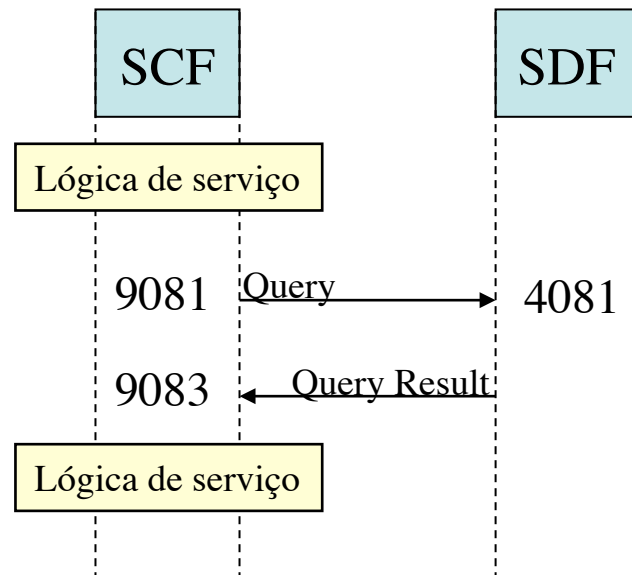 SCF
SDF
Lógica de serviço
9081
Query
4081
9083
Query Result
Lógica de serviço